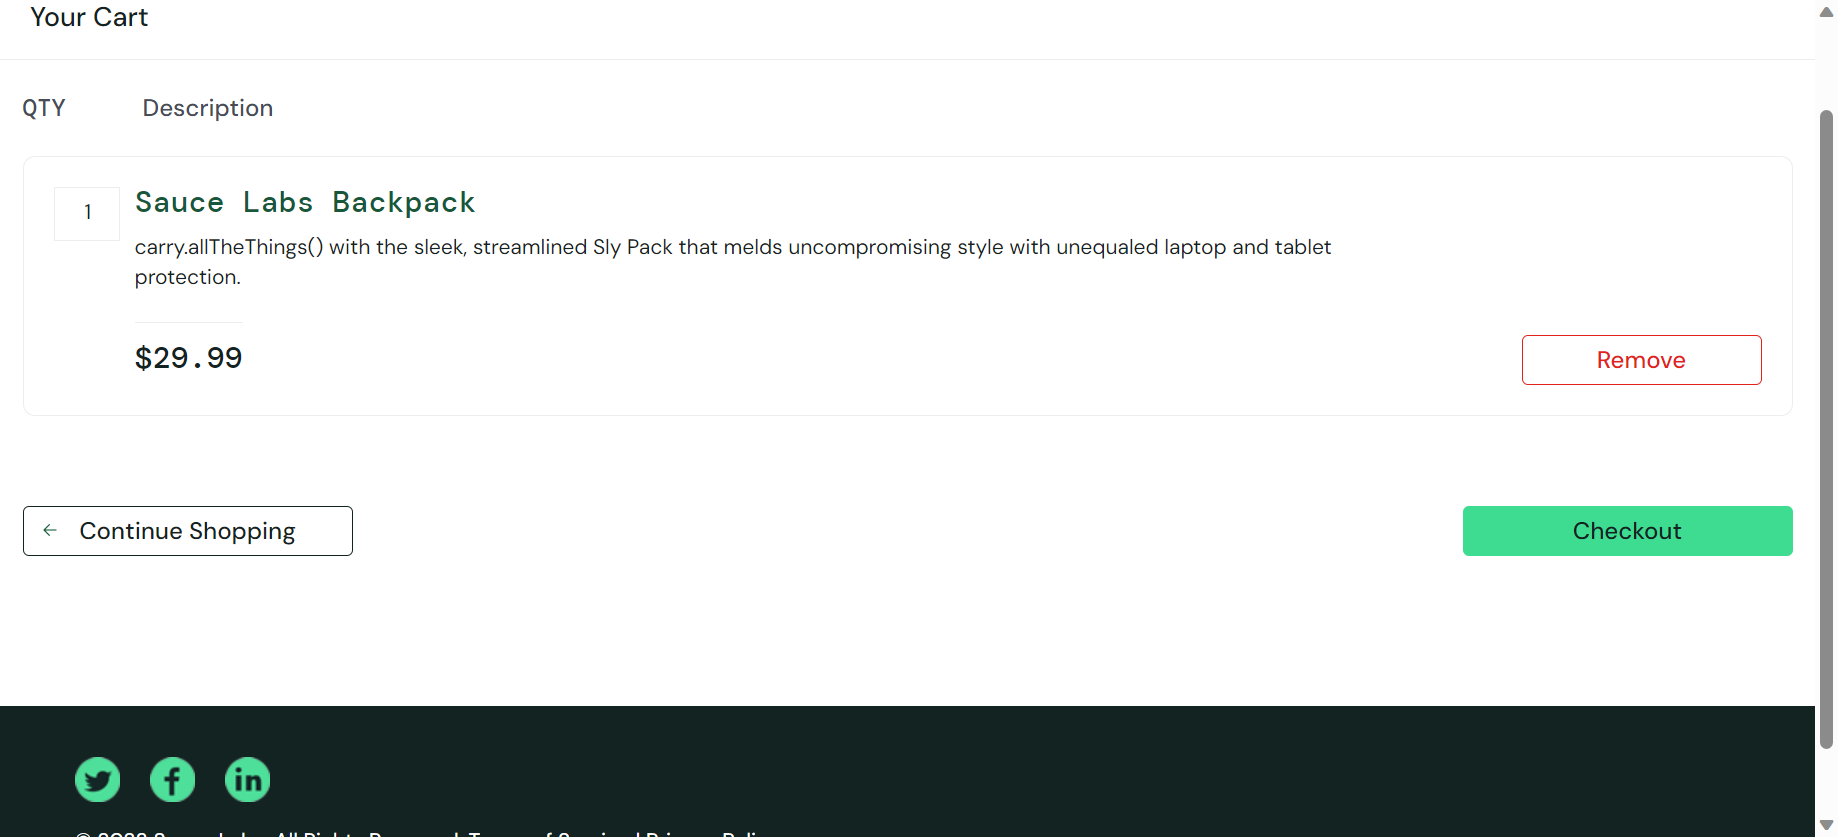 Your Cart
QTY Description
1 Sauce Labs Backpack
carry.allTheThings() with the sleek, streamlined Sly Pack that melds uncompromising style with unequaled laptop and tablet
protection.
$29.99 Remove
← Continue Shopping Checkout
in